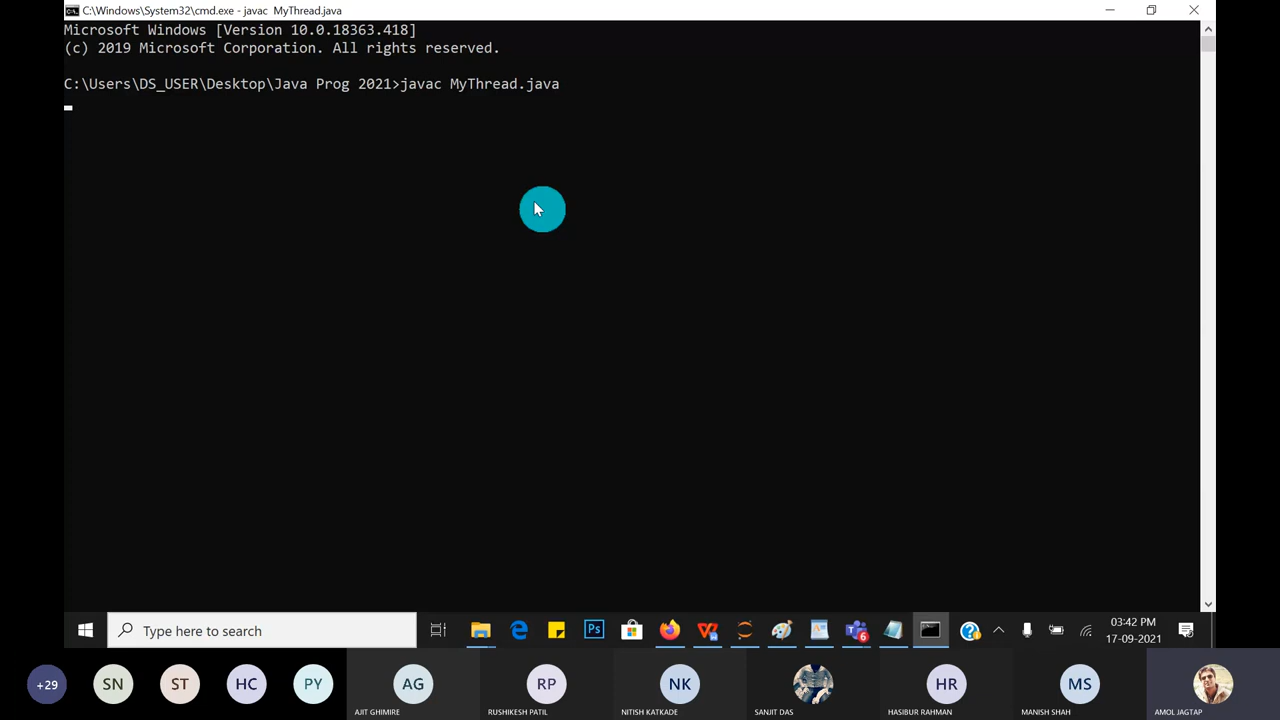 C:\Windows\System32\cmd.exe - javac  MyThread.java
Microsoft Windows [Version 10.0.18363.418]
(c) 2019 Microsoft Corporation. All rights reserved.
C:\Users\DS_USER\Desktop\Java Prog 2021>javac MyThread.java
Type here to search
Ps
6
03:42 PM
17-09-2021
+29
SN
ST
HC
PY
AG
RP
NK
HR
MS
AJIT GHIMIRE
RUSHIKESH PATIL
NITISH KATKADE
SANJIT DAS
HASIBUR RAHMAN
MANISH SHAH
AMOL JAGTAP